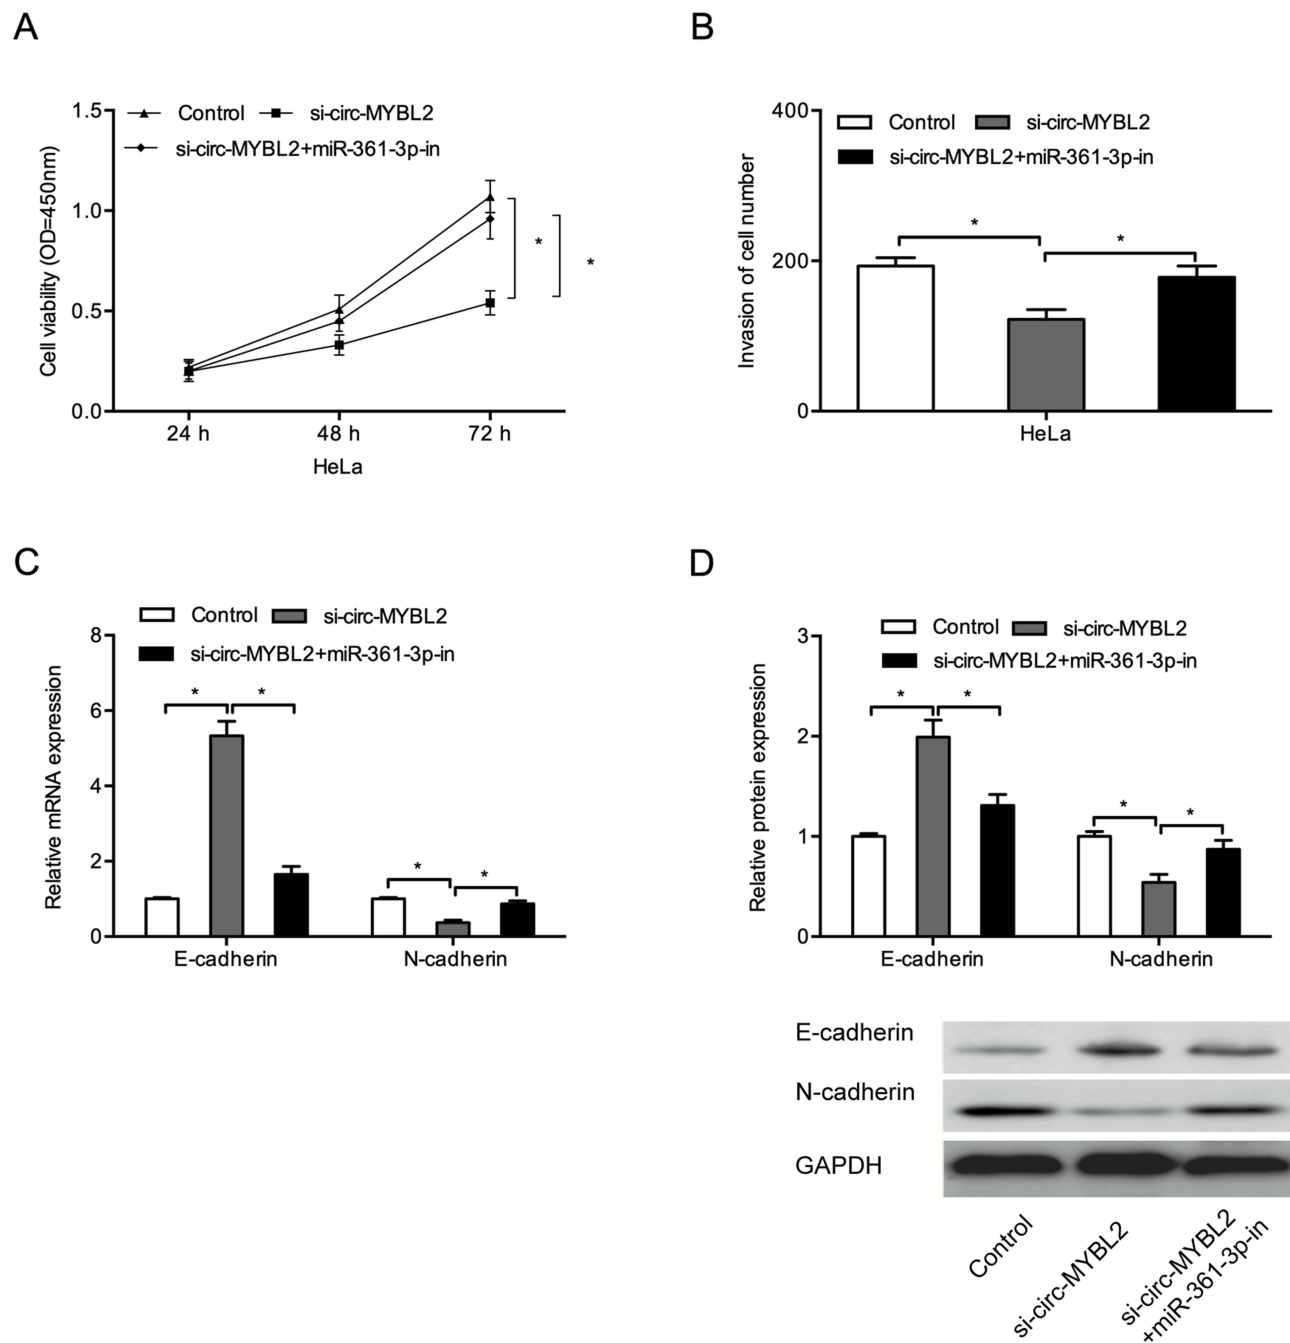 A
1.5
Control
si-circ-MYBL2
si-circ-MYBL2+miR-361-3p-in
1.0
0.5
0.0
Cell viability (OD=450nm)
*
*
24 h
48 h
72 h
HeLa
B
400
Control
si-circ-MYBL2
si-circ-MYBL2+miR-361-3p-in
200
0
Invasion of cell number
*
*
HeLa
C
Control
si-circ-MYBL2
si-circ-MYBL2+miR-361-3p-in
8
6
4
2
0
Relative mRNA expression
*
*
*
*
E-cadherin
N-cadherin
D
Control
si-circ-MYBL2
si-circ-MYBL2+miR-361-3p-in
3
2
1
0
Relative protein expression
*
*
*
*
E-cadherin
N-cadherin
E-cadherin
N-cadherin
GAPDH
Control
si-circ-MYBL2
si-circ-MYBL2
+miR-361-3p-in